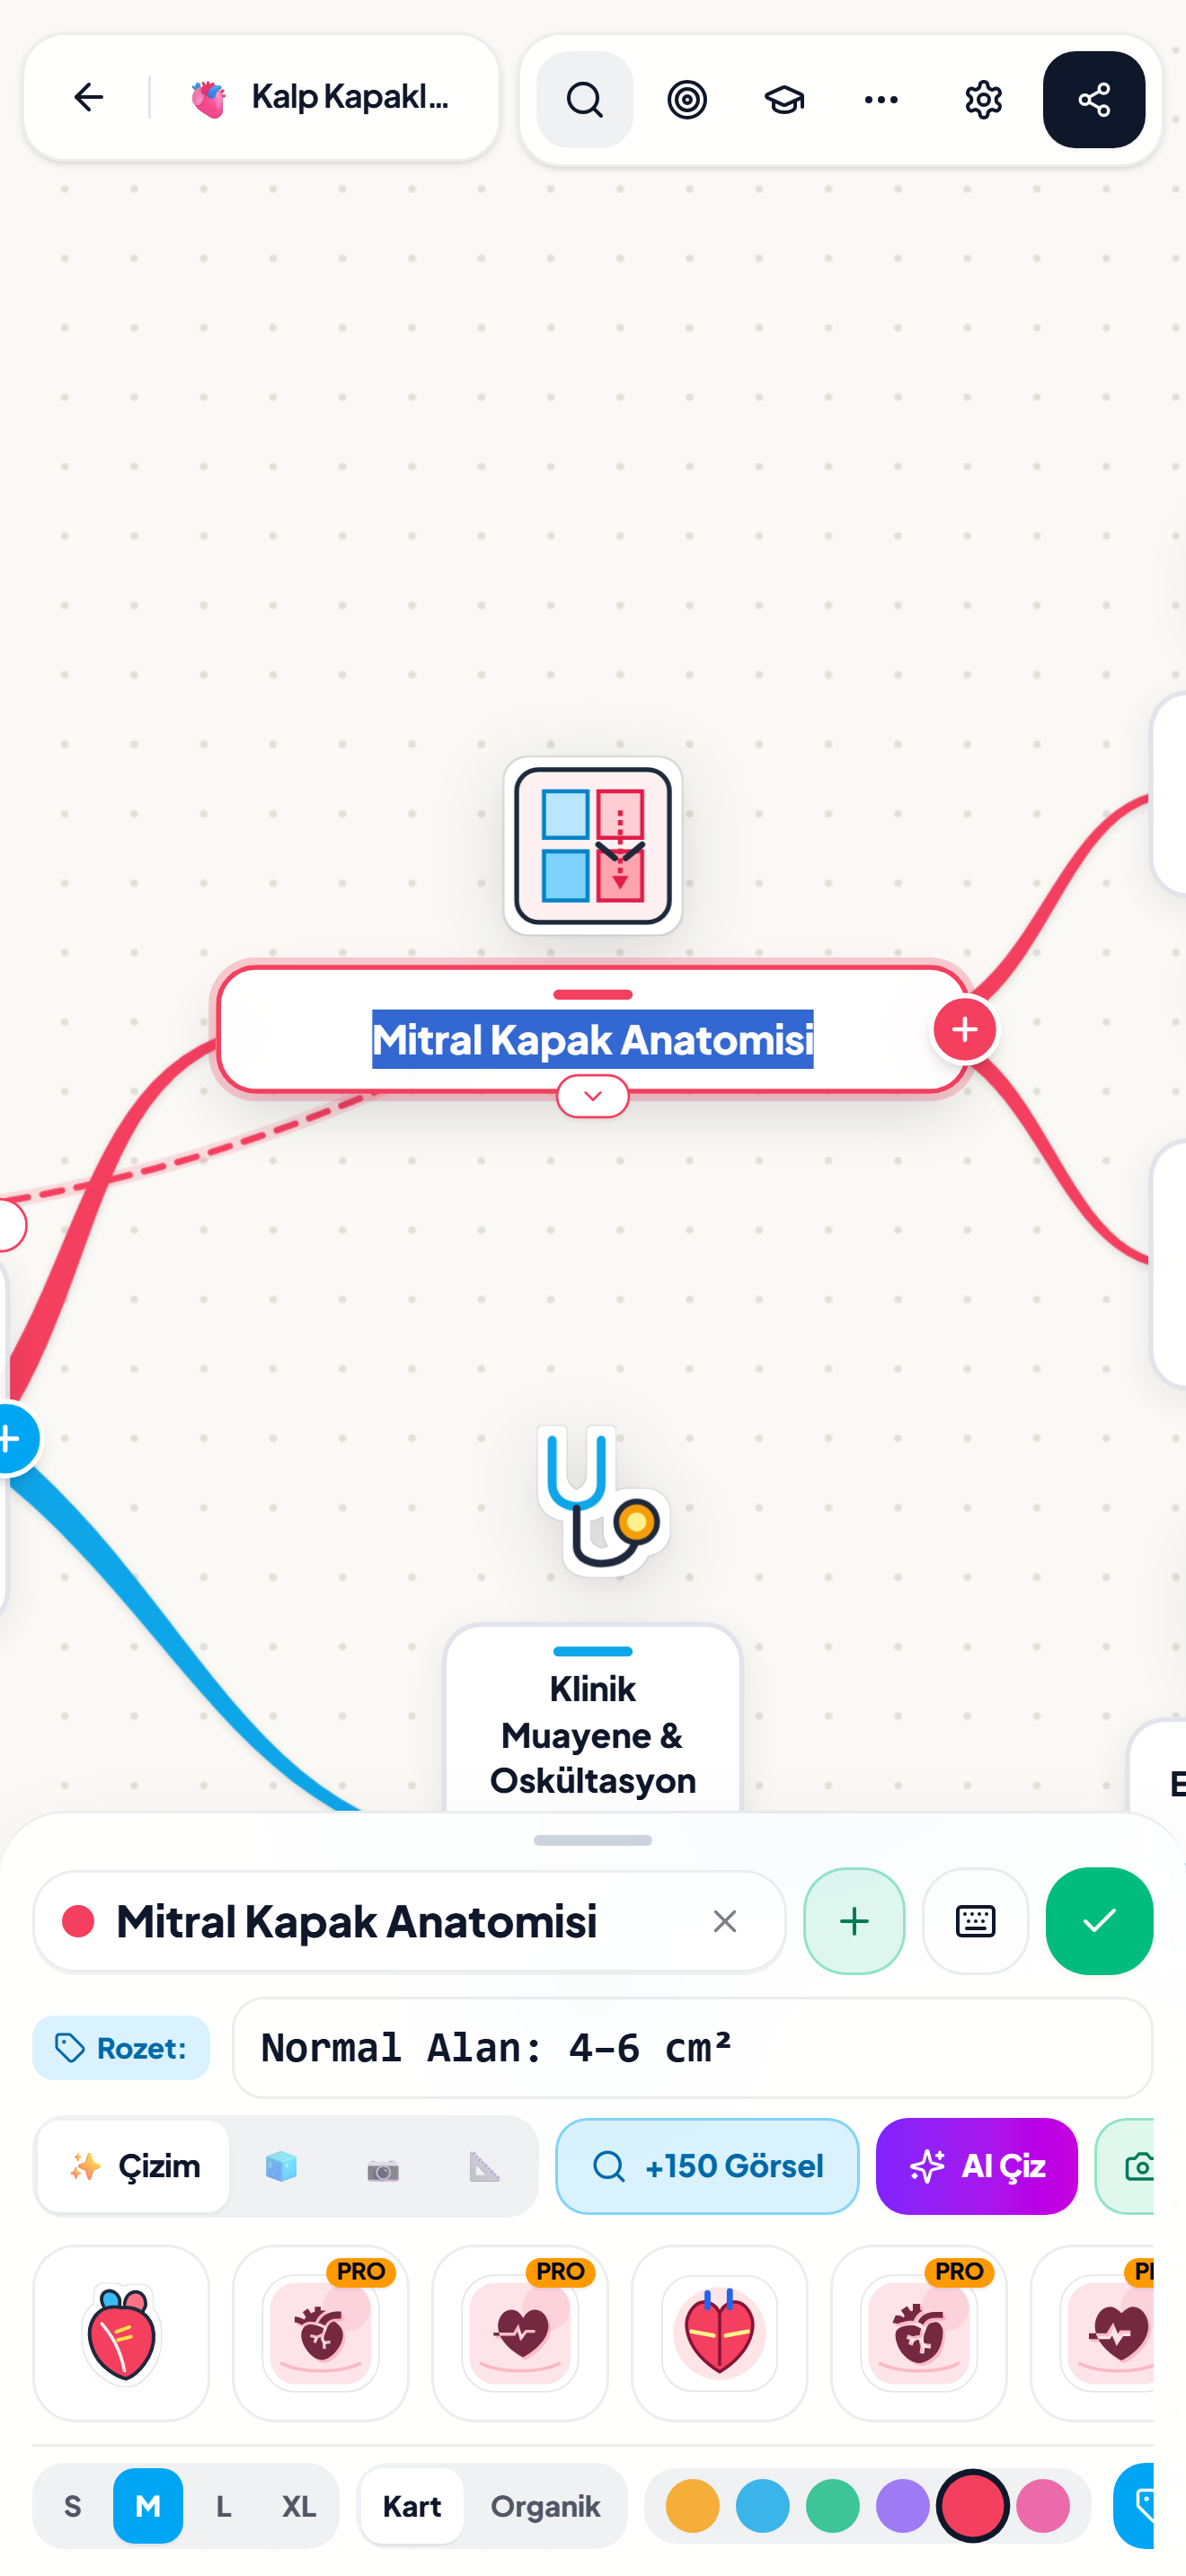 Kalp Kapakl...
Mitral Kapak Anatomisi
Klinik
Muayene &
Oskültasyon
E
Mitral Kapak Anatomisi
Rozet:
Normal Alan: 4–6 cm²
Çizim
+150 Görsel
AI Çiz
PRO
PRO
PRO
S
M
L
XL
Kart
Organik